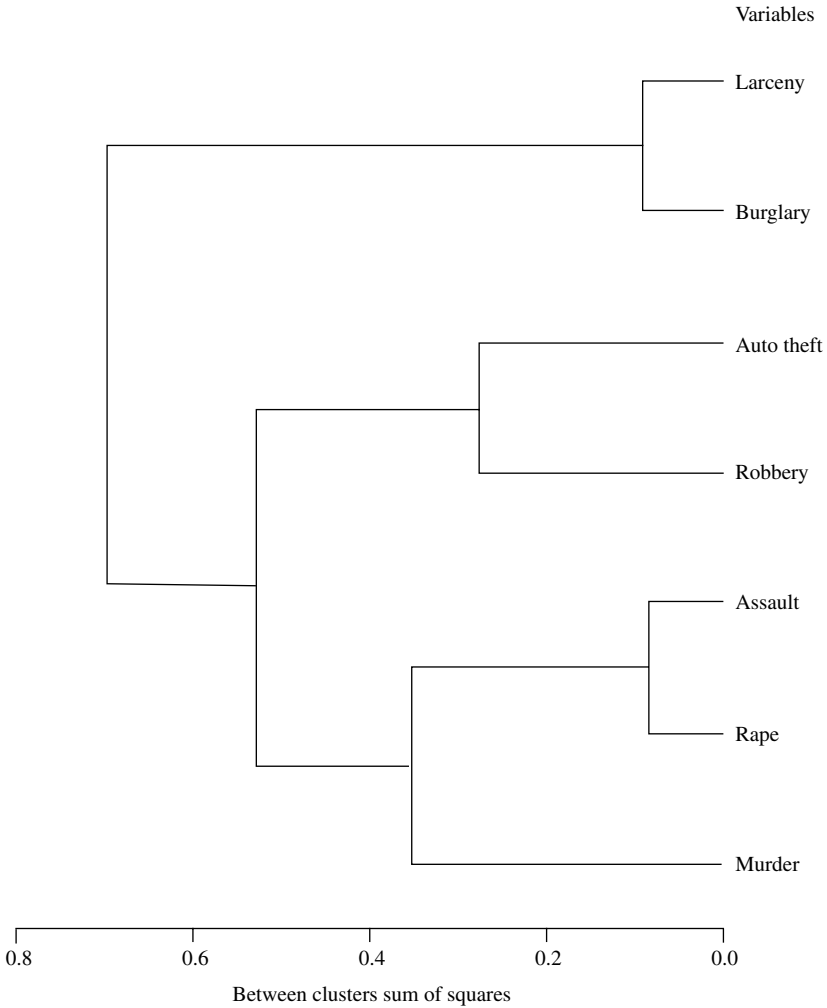 Variables
Larceny
Burglary
Auto theft
Robbery
Assault
Rape
Murder
0.8 0.6 0.4 0.2 0.0
Between clusters sum of squares